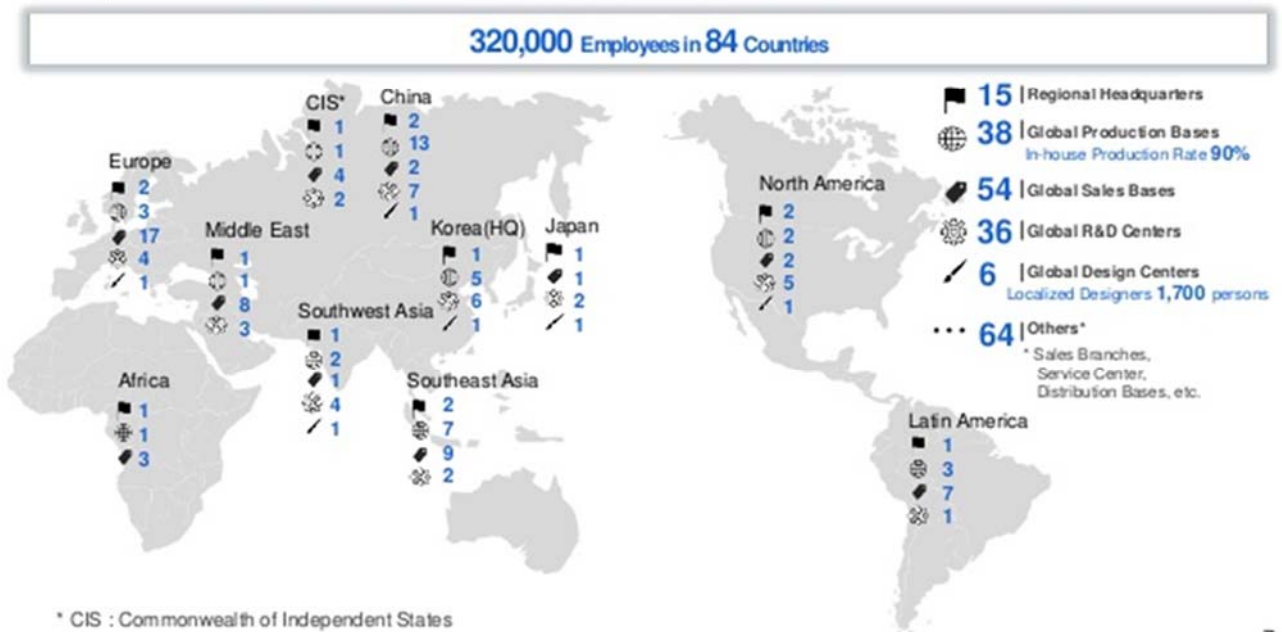 320,000 Employees in 84 Countries
CIS*
1
1
4
2
China
2
13
2
7
1
Europe
2
3
17
4
1
Middle East
1
1
8
3
Korea(HQ)
1
5
6
1
Japan
1
1
2
1
Southwest Asia
1
2
1
4
1
Southeast Asia
2
7
9
2
Africa
1
1
3
North America
2
2
2
5
1
Latin America
1
3
7
1
15 | Regional Headquarters
38 | Global Production Bases
In-house Production Rate 90%
54 | Global Sales Bases
36 | Global R&D Centers
6 | Global Design Centers
Localized Designers 1,700 persons
... 64 | Others*
* Sales Branches,
Service Center,
Distribution Bases, etc.
* CIS : Commonwealth of Independent States